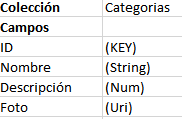 Colección Categorias
Campos
ID (KEY)
Nombre (String)
Descripción (Num)
Foto (Uri)